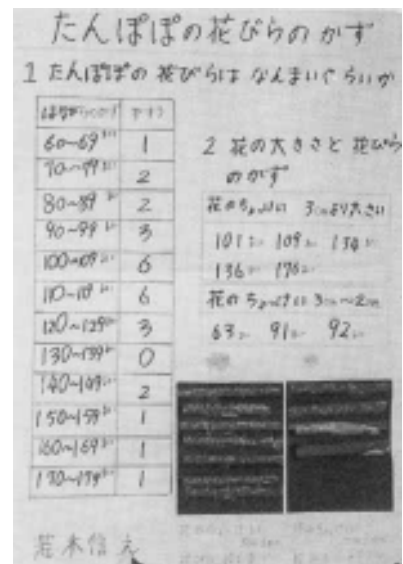 たんぽぽの花びらのかず
1 たんぽぽの花びらは なんまいぐらいか
60~69まい 1
70~79まい 2
80~89まい 2
90~99まい 3
100~109まい 6
110~119まい 6
120~129まい 3
130~139まい 0
140~149まい 2
150~159まい 1
160~169まい 1
170~179まい 1
2 花の大きさと 花びら
のかず
花のちょっけい 3cmより大きい
101まい 109まい 134まい
136まい 176まい
花のちょっけい 3cm~2cm
63まい 91まい 92まい